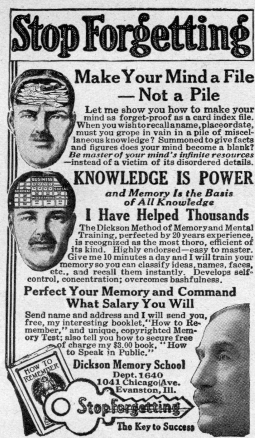 Stop Forgetting
Make Your Mind a File
— Not a Pile
Let me show you how to make your
mind as forget-proof as a card index file.
When you wish to recall a name, place or date,
must you grope in vain in a pile of miscel-
laneous knowledge? Summoned to give facts
and figures does your mind become a blank?
Be master of your mind's infinite resources
—instead of a victim of its disordered details.
KNOWLEDGE IS POWER
and Memory Is the Basis
of All Knowledge
I Have Helped Thousands
The Dickson Method of Memory and Mental
Training, perfected by 20 years experience,
is recognized as the most thoro, efficient of
its kind. Highly endorsed—easy to master.
Give me 10 minutes a day and I will train your
memory so you can classify ideas, names, faces,
etc., and recall them instantly. Develops self-
control, concentration; overcomes bashfulness.
Perfect Your Memory and Command
What Salary You Will
Send name and address and I will send you,
free, my interesting booklet, "How to Re-
member," and unique copyrighted Mem-
ory Test; also tell you how to secure free
of charge my $3.00 book, "How
to Speak in Public."
Dickson Memory School
Dept. 1640
1041 Chicago Ave.
Evanston, Ill.
HOW TO
REMEMBER
Stop forgetting
The Key to Success